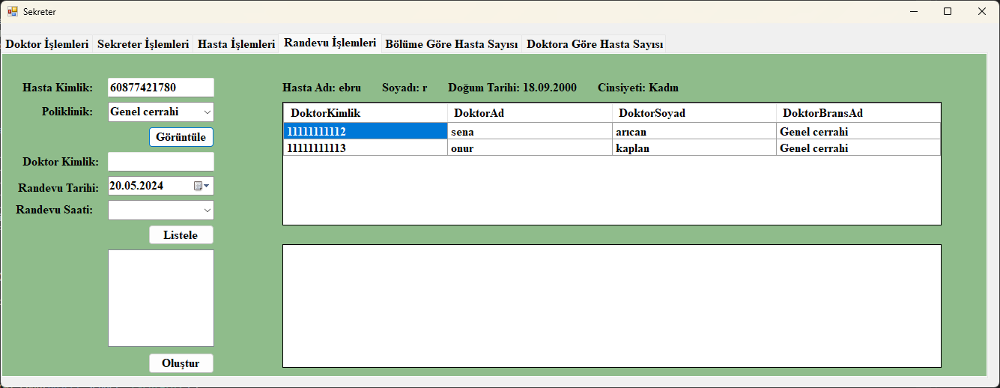 Sekreter
Doktor İşlemleri Sekreter İşlemleri Hasta İşlemleri Randevu İşlemleri Bölüme Göre Hasta Sayısı Doktora Göre Hasta Sayısı
Hasta Kimlik: 60877421780
Hasta Adı: ebru Soyadı: r Doğum Tarihi: 18.09.2000 Cinsiyeti: Kadın
Poliklinik: Genel cerrahi
Görüntüle
DoktorKimlik DoktorAd DoktorSoyad DoktorBransAd
11111111112 sena arıcan Genel cerrahi
11111111113 onur kaplan Genel cerrahi
Doktor Kimlik:
Randevu Tarihi: 20.05.2024
Randevu Saati:
Listele
Oluştur